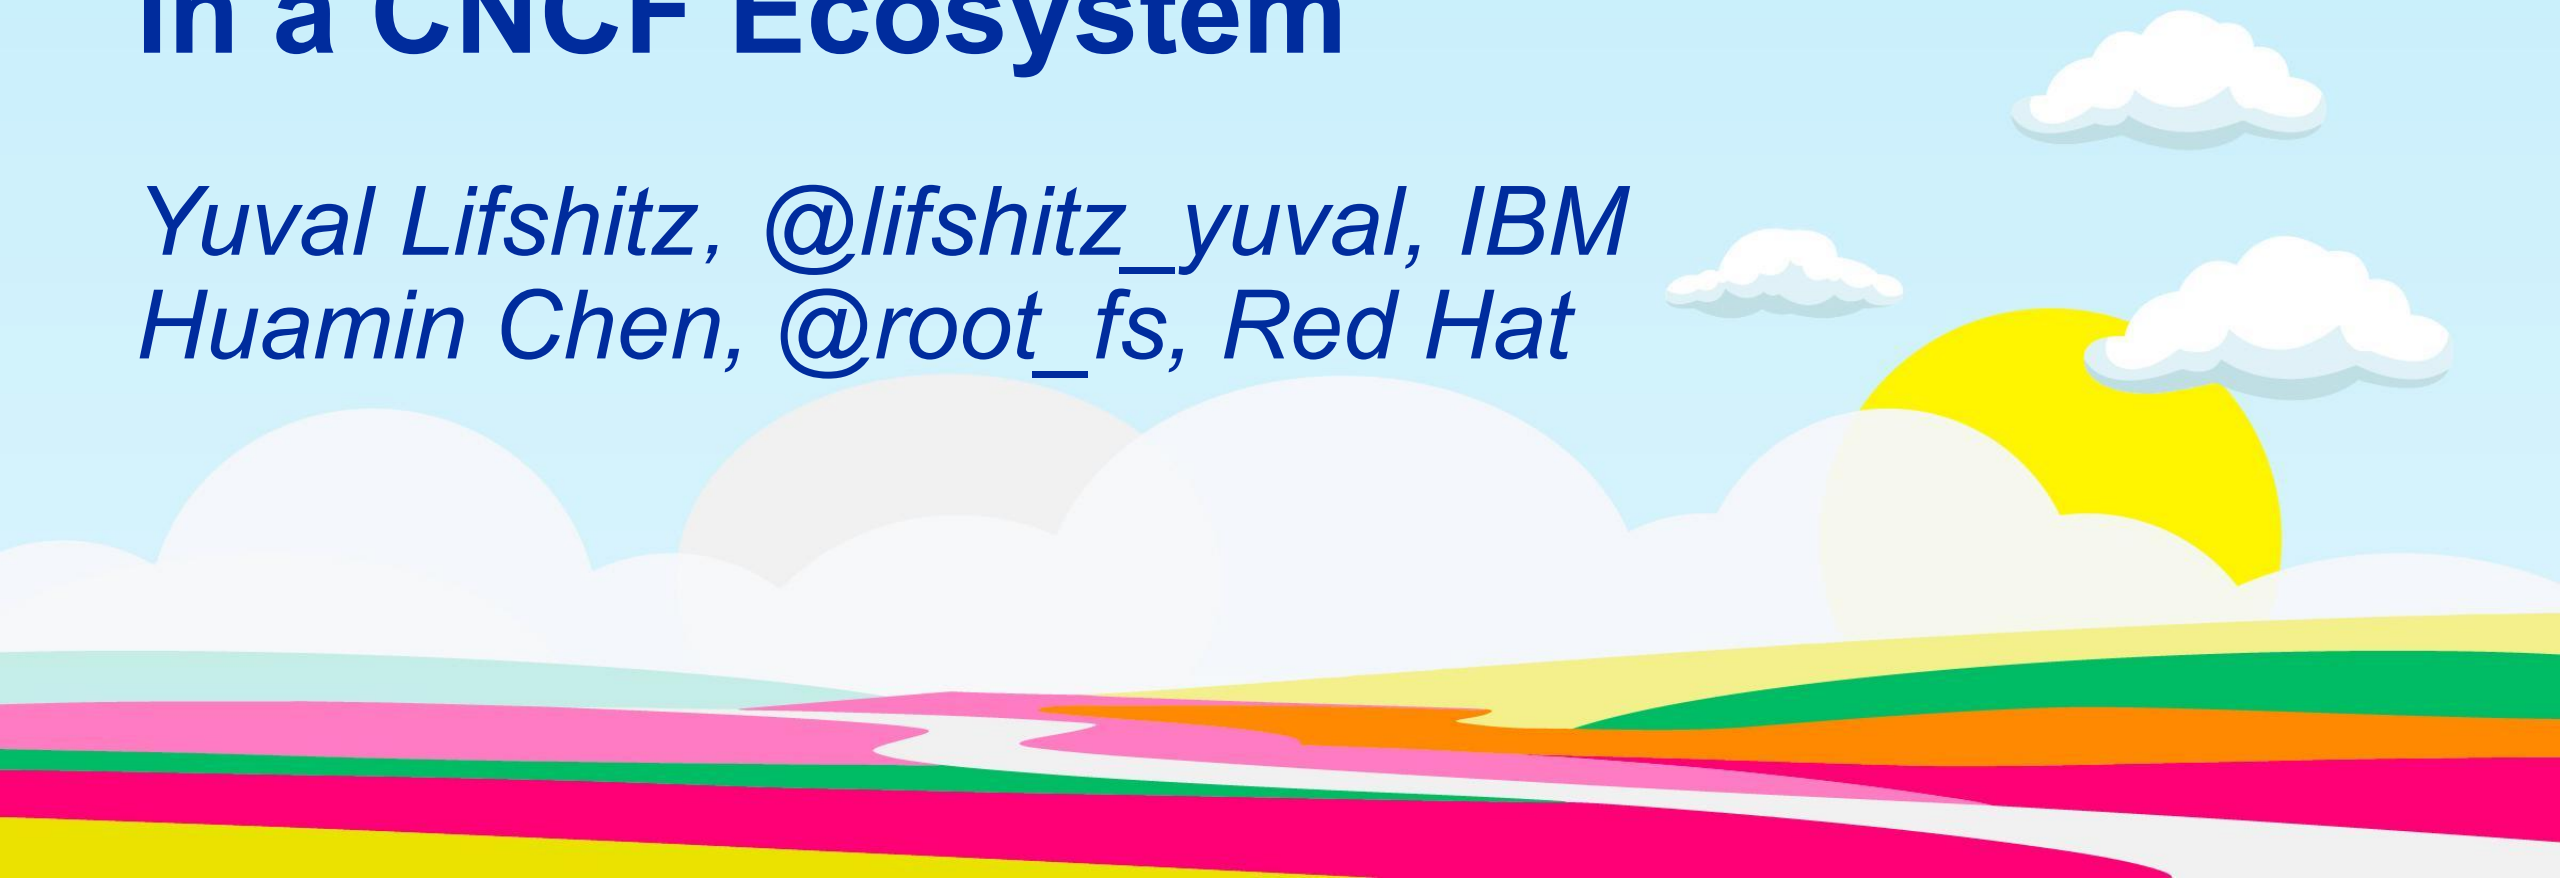 in a CNCF Ecosystem
Yuval Lifshitz, @lifshitz_yuval, IBM
Huamin Chen, @root_fs, Red Hat